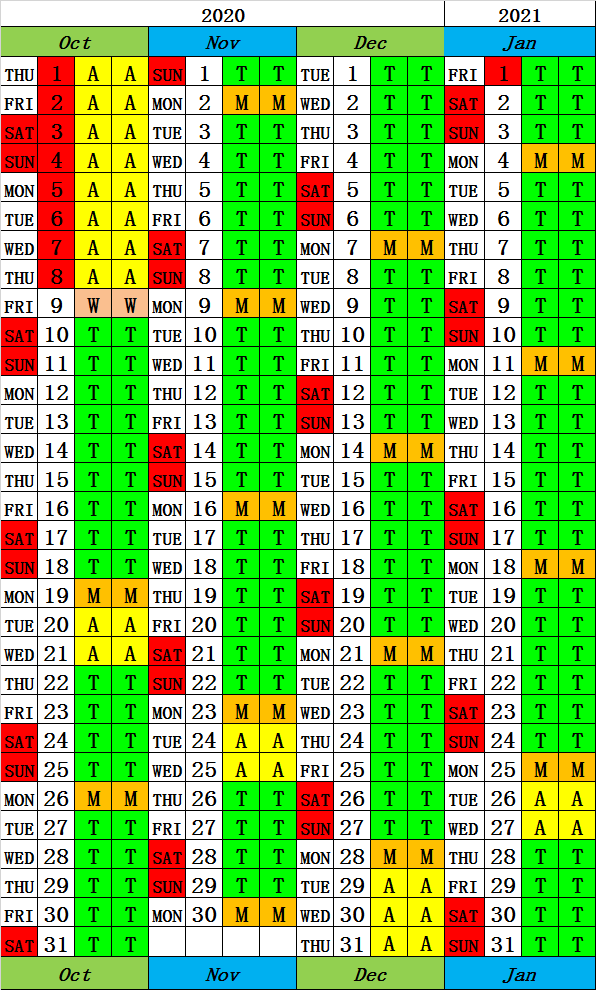 2020 2021
Oct Nov Dec Jan
THU 1 A A SUN 1 T T TUE 1 T T FRI 1 T T
FRI 2 A A MON 2 M M WED 2 T T SAT 2 T T
SAT 3 A A TUE 3 T T THU 3 T T SUN 3 T T
SUN 4 A A WED 4 T T FRI 4 T T MON 4 M M
MON 5 A A THU 5 T T SAT 5 T T TUE 5 T T
TUE 6 A A FRI 6 T T SUN 6 T T WED 6 T T
WED 7 A A SAT 7 T T MON 7 M M THU 7 T T
THU 8 A A SUN 8 T T TUE 8 T T FRI 8 T T
FRI 9 W W MON 9 M M WED 9 T T SAT 9 T T
SAT 10 T T TUE 10 T T THU 10 T T SUN 10 T T
SUN 11 T T WED 11 T T FRI 11 T T MON 11 M M
MON 12 T T THU 12 T T SAT 12 T T TUE 12 T T
TUE 13 T T FRI 13 T T SUN 13 T T WED 13 T T
WED 14 T T SAT 14 T T MON 14 M M THU 14 T T
THU 15 T T SUN 15 T T TUE 15 T T FRI 15 T T
FRI 16 T T MON 16 M M WED 16 T T SAT 16 T T
SAT 17 T T TUE 17 T T THU 17 T T SUN 17 T T
SUN 18 T T WED 18 T T FRI 18 T T MON 18 M M
MON 19 M M THU 19 T T SAT 19 T T TUE 19 T T
TUE 20 A A FRI 20 T T SUN 20 T T WED 20 T T
WED 21 A A SAT 21 T T MON 21 M M THU 21 T T
THU 22 T T SUN 22 T T TUE 22 T T FRI 22 T T
FRI 23 T T MON 23 M M WED 23 T T SAT 23 T T
SAT 24 T T TUE 24 A A THU 24 T T SUN 24 T T
SUN 25 T T WED 25 A A FRI 25 T T MON 25 M M
MON 26 M M THU 26 T T SAT 26 T T TUE 26 A A
TUE 27 T T FRI 27 T T SUN 27 T T WED 27 A A
WED 28 T T SAT 28 T T MON 28 M M THU 28 T T
THU 29 T T SUN 29 T T TUE 29 A A FRI 29 T T
FRI 30 T T MON 30 M M WED 30 A A SAT 30 T T
SAT 31 T T THU 31 A A SUN 31 T T
Oct Nov Dec Jan